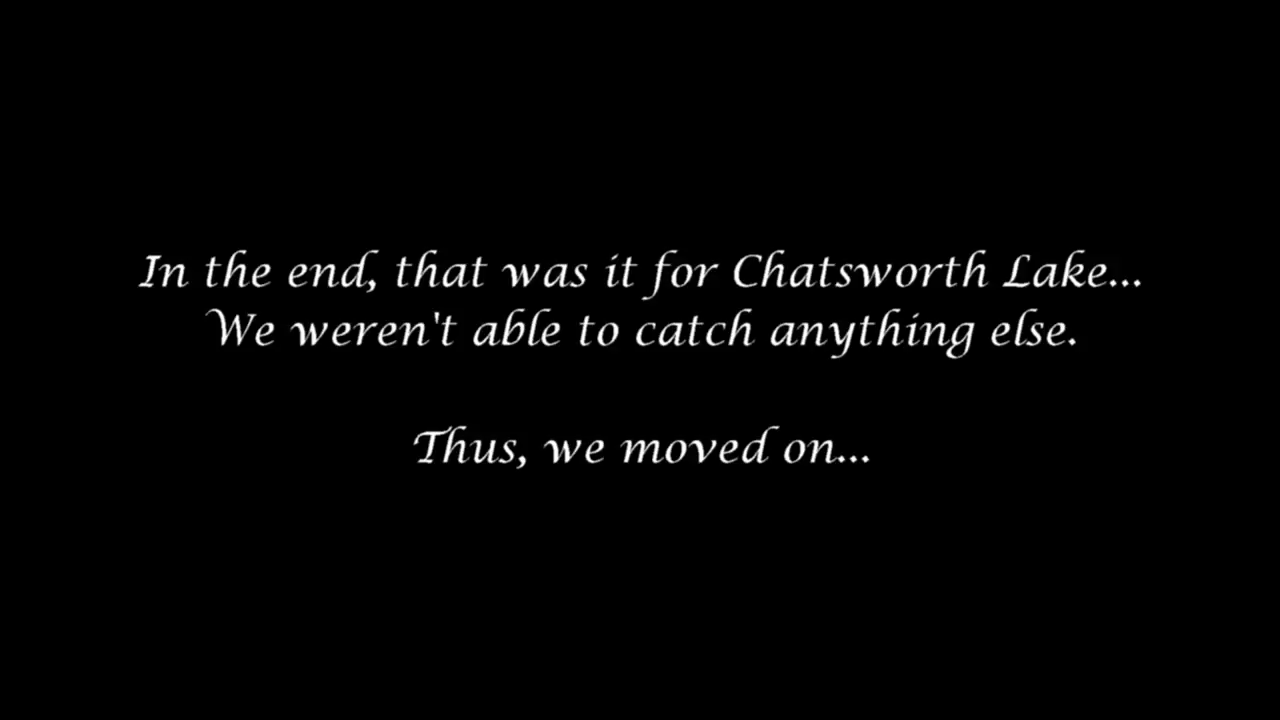 In the end, that was it for Chatsworth Lake...
We weren't able to catch anything else.
Thus, we moved on...